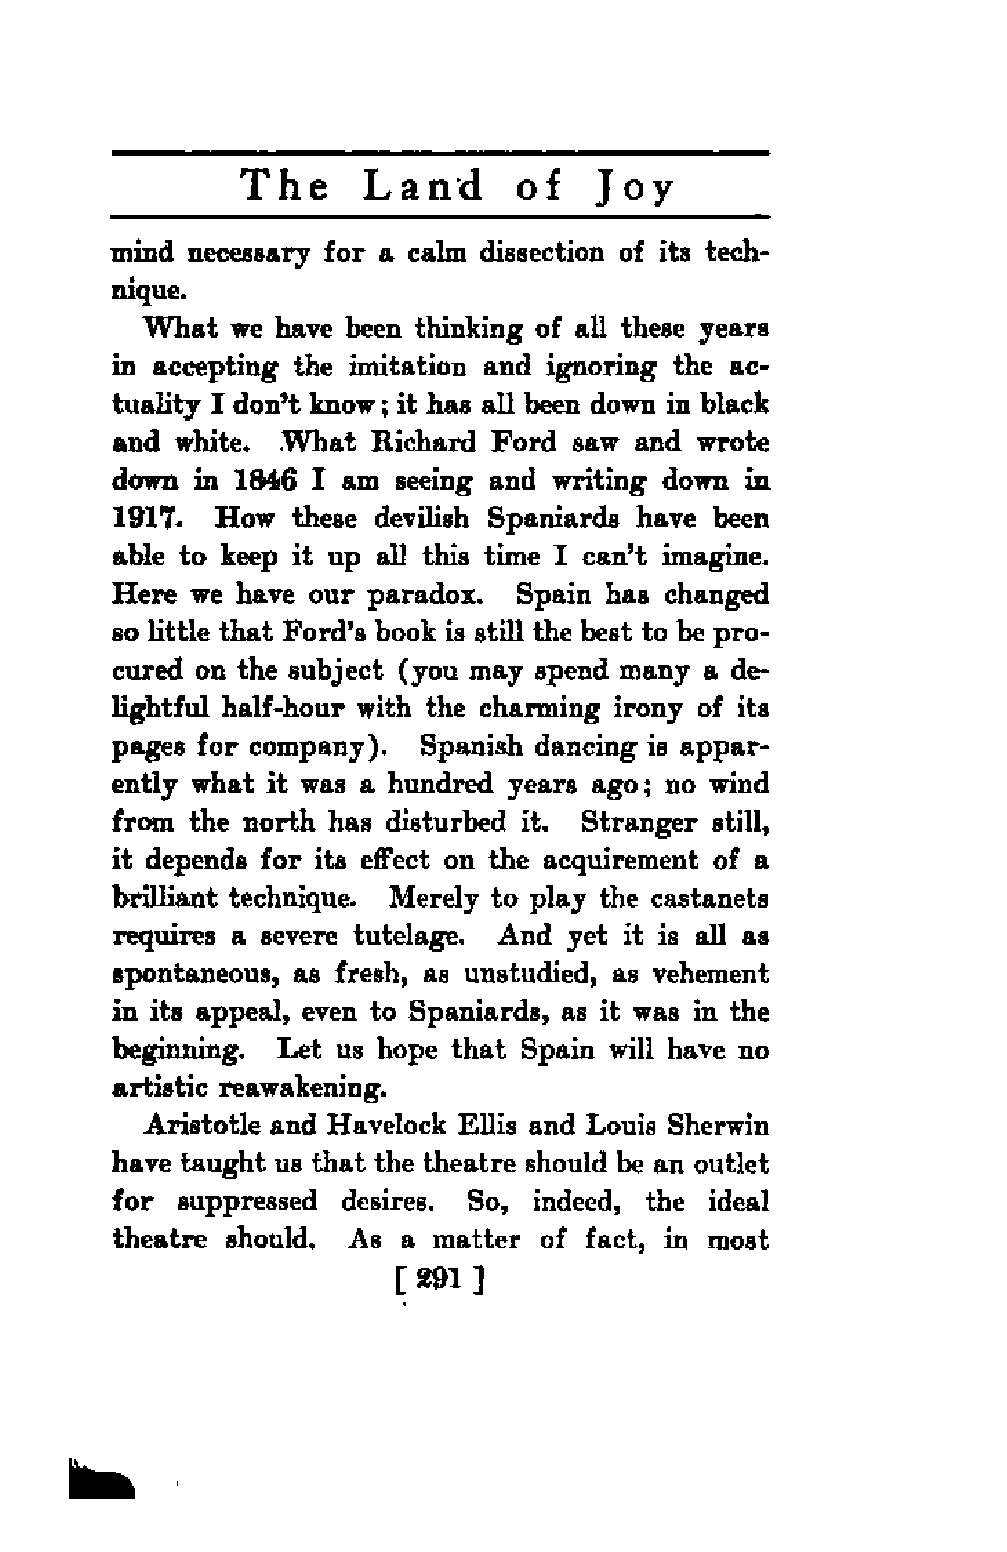 The Land of Joy
mind necessary for a calm dissection of its tech-
nique.
What we have been thinking of all these years
in accepting the imitation and ignoring the ac-
tuality I don't know; it has all been down in black
and white. What Richard Ford saw and wrote
down in 1846 I am seeing and writing down in
1917. How these devilish Spaniards have been
able to keep it up all this time I can't imagine.
Here we have our paradox. Spain has changed
so little that Ford's book is still the best to be pro-
cured on the subject (you may spend many a de-
lightful half-hour with the charming irony of its
pages for company). Spanish dancing is appar-
ently what it was a hundred years ago; no wind
from the north has disturbed it. Stranger still,
it depends for its effect on the acquirement of a
brilliant technique. Merely to play the castanets
requires a severe tutelage. And yet it is all as
spontaneous, as fresh, as unstudied, as vehement
in its appeal, even to Spaniards, as it was in the
beginning. Let us hope that Spain will have no
artistic reawakening.
Aristotle and Havelock Ellis and Louis Sherwin
have taught us that the theatre should be an outlet
for suppressed desires. So, indeed, the ideal
theatre should. As a matter of fact, in most
[ 291 ]